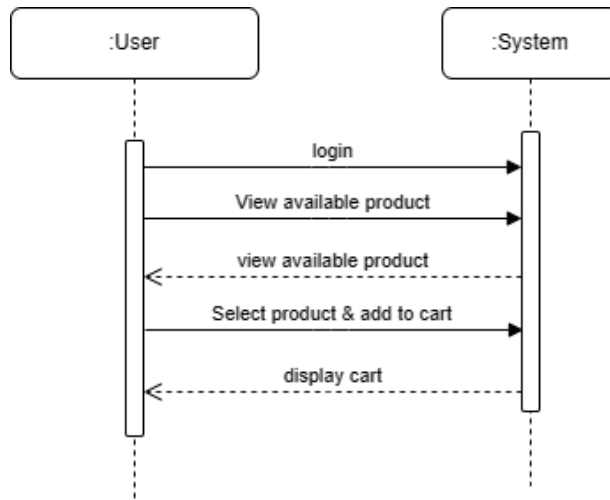 :User
:System
login
View available product
view available product
Select product & add to cart
display cart